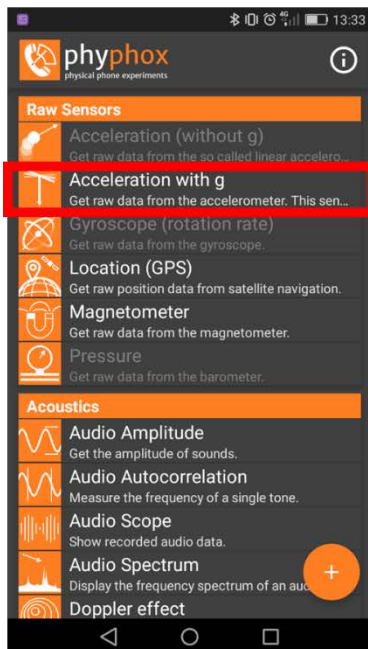 4G
13:33
phyphox
physical phone experiments
Raw Sensors
Acceleration (without g)
Get raw data from the so called linear accelero...
Acceleration with g
Get raw data from the accelerometer. This sen...
Gyroscope (rotation rate)
Get raw data from the gyroscope.
Location (GPS)
Get raw position data from satellite navigation.
Magnetometer
Get raw data from the magnetometer.
Pressure
Get raw data from the barometer.
Acoustics
Audio Amplitude
Get the amplitude of sounds.
Audio Autocorrelation
Measure the frequency of a single tone.
Audio Scope
Show recorded audio data.
Audio Spectrum
Display the frequency spectrum of an
Doppler effect